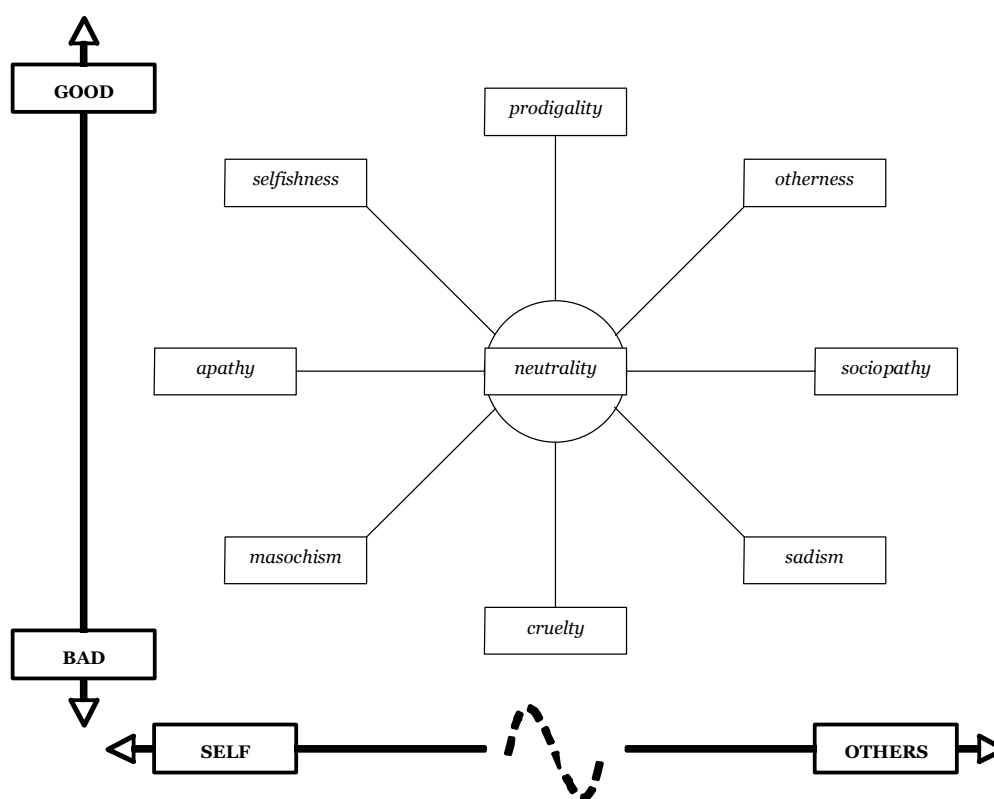 GOOD
prodigality
selfishness
otherness
apathy
neutrality
sociopathy
masochism
sadism
cruelty
BAD
SELF
OTHERS